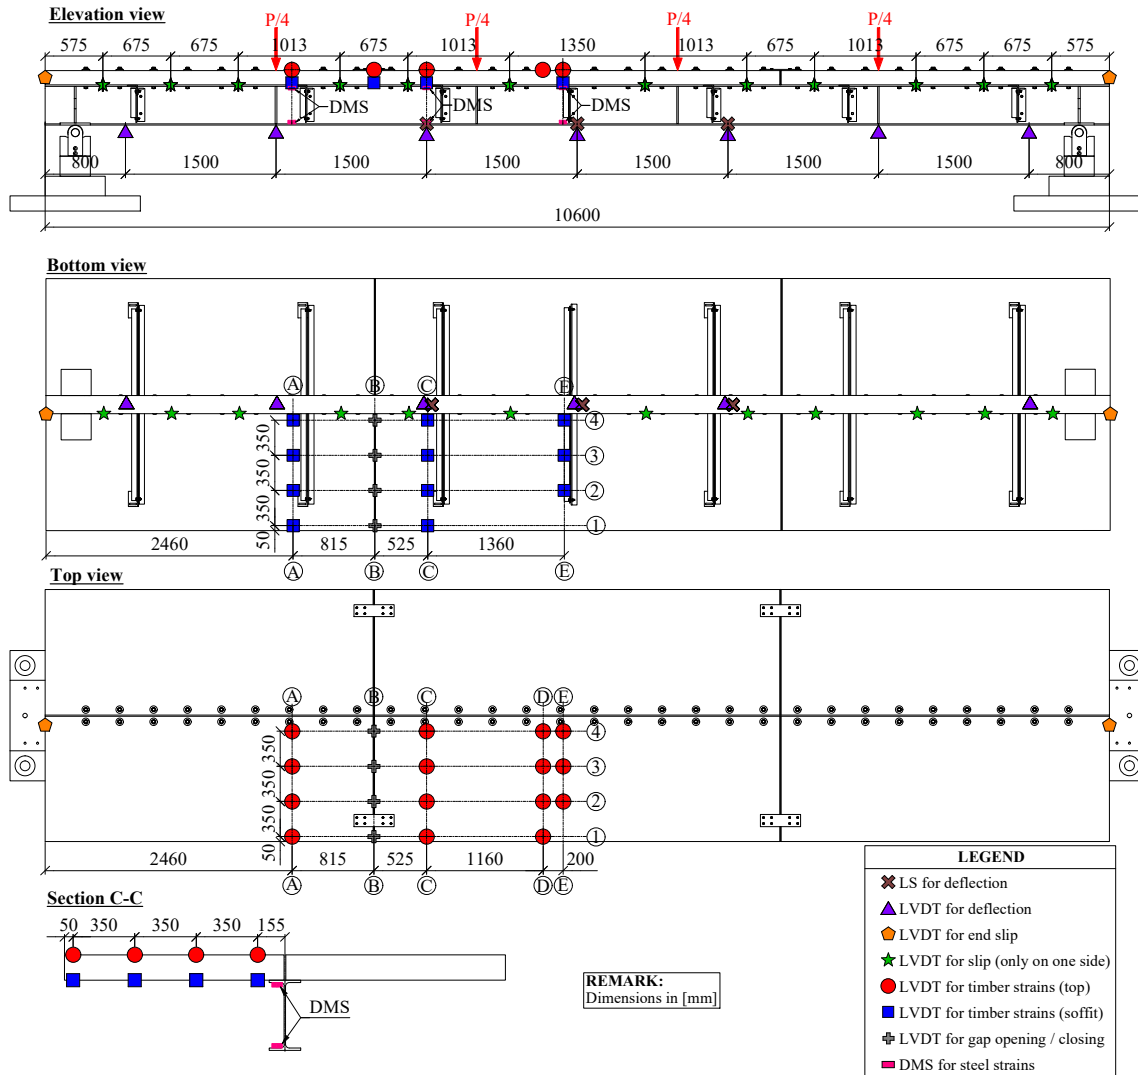 Elevation view
P/4 P/4 P/4 P/4
575 675 675 1013 675 1013 1350 1013 675 1013 675 675 575
DMS DMS DMS
800 1500 1500 1500 1500 1500 1500 800
10600
Bottom view
A B C E
4
350
3
350
2
350
1
50
2460 815 525 1360
A B C E
Top view
A B C D E
4
350
3
350
2
350
1
50
2460 815 525 1160 200
A B C D E
Section C-C
50 350 350 350 155
DMS
REMARK:
Dimensions in [mm]
LEGEND
LS for deflection
LVDT for deflection
LVDT for end slip
LVDT for slip (only on one side)
LVDT for timber strains (top)
LVDT for timber strains (soffit)
LVDT for gap opening / closing
DMS for steel strains